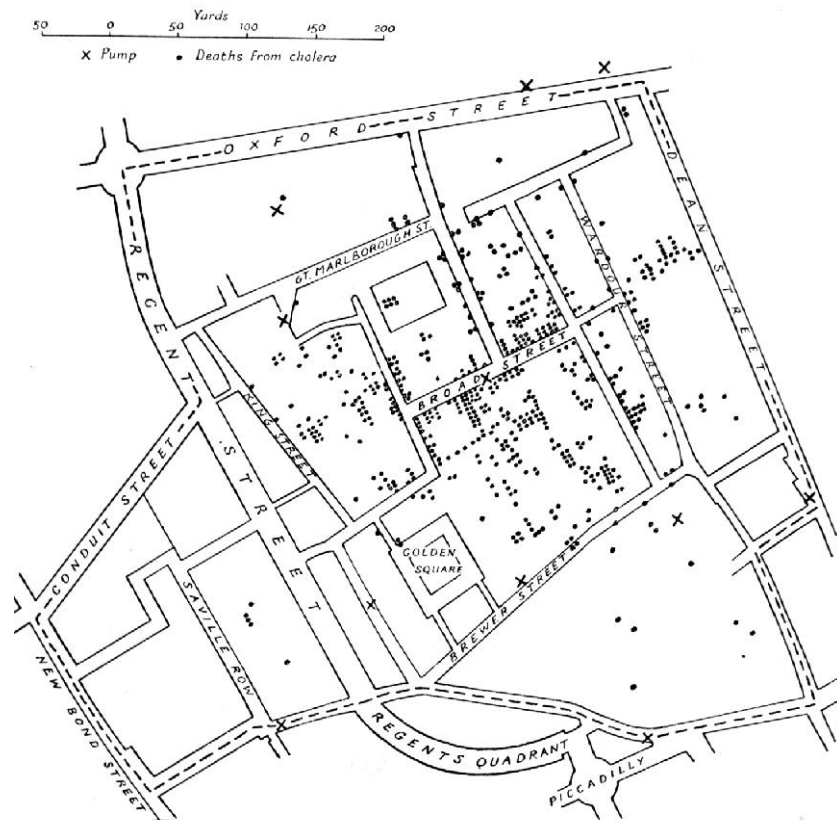 Yards
50 0 50 100 150 200
x Pump • Deaths from cholera
OXFORD STREET
REGENT STREET
GT. MARLBOROUGH ST.
DEAN STREET
WARDOUR STREET
BROAD STREET
KING STREET
CONDUIT STREET
GOLDEN
SQUARE
SAVILLE ROW
BREWER STREET
NEW BOND STREET
REGENTS QUADRANT
PICCADILLY